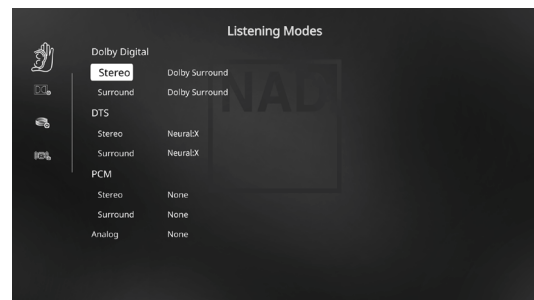 Listening Modes
Dolby Digital
Stereo Dolby Surround
Surround Dolby Surround
DTS
Stereo Neural:X
Surround Neural:X
PCM
Stereo None
Surround None
Analog None
NAD